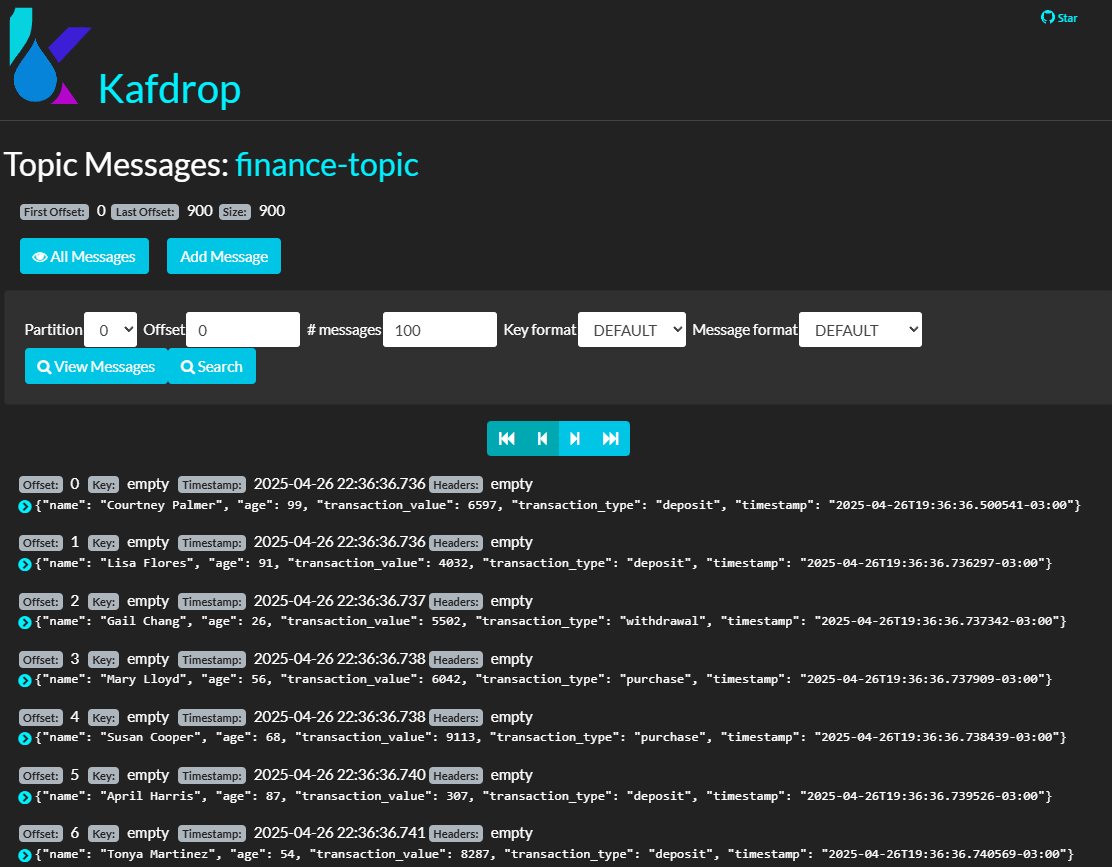 Star
Kafdrop
Topic Messages: finance-topic
First Offset: 0 Last Offset: 900 Size: 900
All Messages Add Message
Partition 0 Offset 0 # messages 100 Key format DEFAULT Message format DEFAULT
View Messages Search
Offset: 0 Key: empty Timestamp: 2025-04-26 22:36:36.736 Headers: empty
{"name": "Courtney Palmer", "age": 99, "transaction_value": 6597, "transaction_type": "deposit", "timestamp": "2025-04-26T19:36:36.500541-03:00"}
Offset: 1 Key: empty Timestamp: 2025-04-26 22:36:36.736 Headers: empty
{"name": "Lisa Flores", "age": 91, "transaction_value": 4032, "transaction_type": "deposit", "timestamp": "2025-04-26T19:36:36.736297-03:00"}
Offset: 2 Key: empty Timestamp: 2025-04-26 22:36:36.737 Headers: empty
{"name": "Gail Chang", "age": 26, "transaction_value": 5502, "transaction_type": "withdrawal", "timestamp": "2025-04-26T19:36:36.737342-03:00"}
Offset: 3 Key: empty Timestamp: 2025-04-26 22:36:36.738 Headers: empty
{"name": "Mary Lloyd", "age": 56, "transaction_value": 6042, "transaction_type": "purchase", "timestamp": "2025-04-26T19:36:36.737909-03:00"}
Offset: 4 Key: empty Timestamp: 2025-04-26 22:36:36.738 Headers: empty
{"name": "Susan Cooper", "age": 68, "transaction_value": 9113, "transaction_type": "purchase", "timestamp": "2025-04-26T19:36:36.738439-03:00"}
Offset: 5 Key: empty Timestamp: 2025-04-26 22:36:36.740 Headers: empty
{"name": "April Harris", "age": 87, "transaction_value": 307, "transaction_type": "deposit", "timestamp": "2025-04-26T19:36:36.739526-03:00"}
Offset: 6 Key: empty Timestamp: 2025-04-26 22:36:36.741 Headers: empty
{"name": "Tonya Martinez", "age": 54, "transaction_value": 8287, "transaction_type": "deposit", "timestamp": "2025-04-26T19:36:36.740569-03:00"}